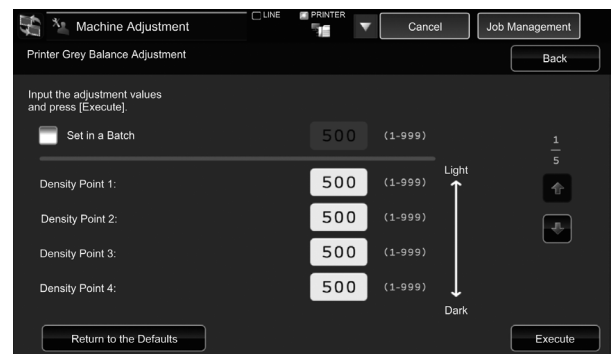 Machine Adjustment
LINE
PRINTER
Cancel
Job Management
Printer Grey Balance Adjustment
Back
Input the adjustment values
and press [Execute].
Set in a Batch 500 (1-999)
1
5
Light
Density Point 1: 500 (1-999)
Density Point 2: 500 (1-999)
Density Point 3: 500 (1-999)
Density Point 4: 500 (1-999)
Dark
Return to the Defaults
Execute